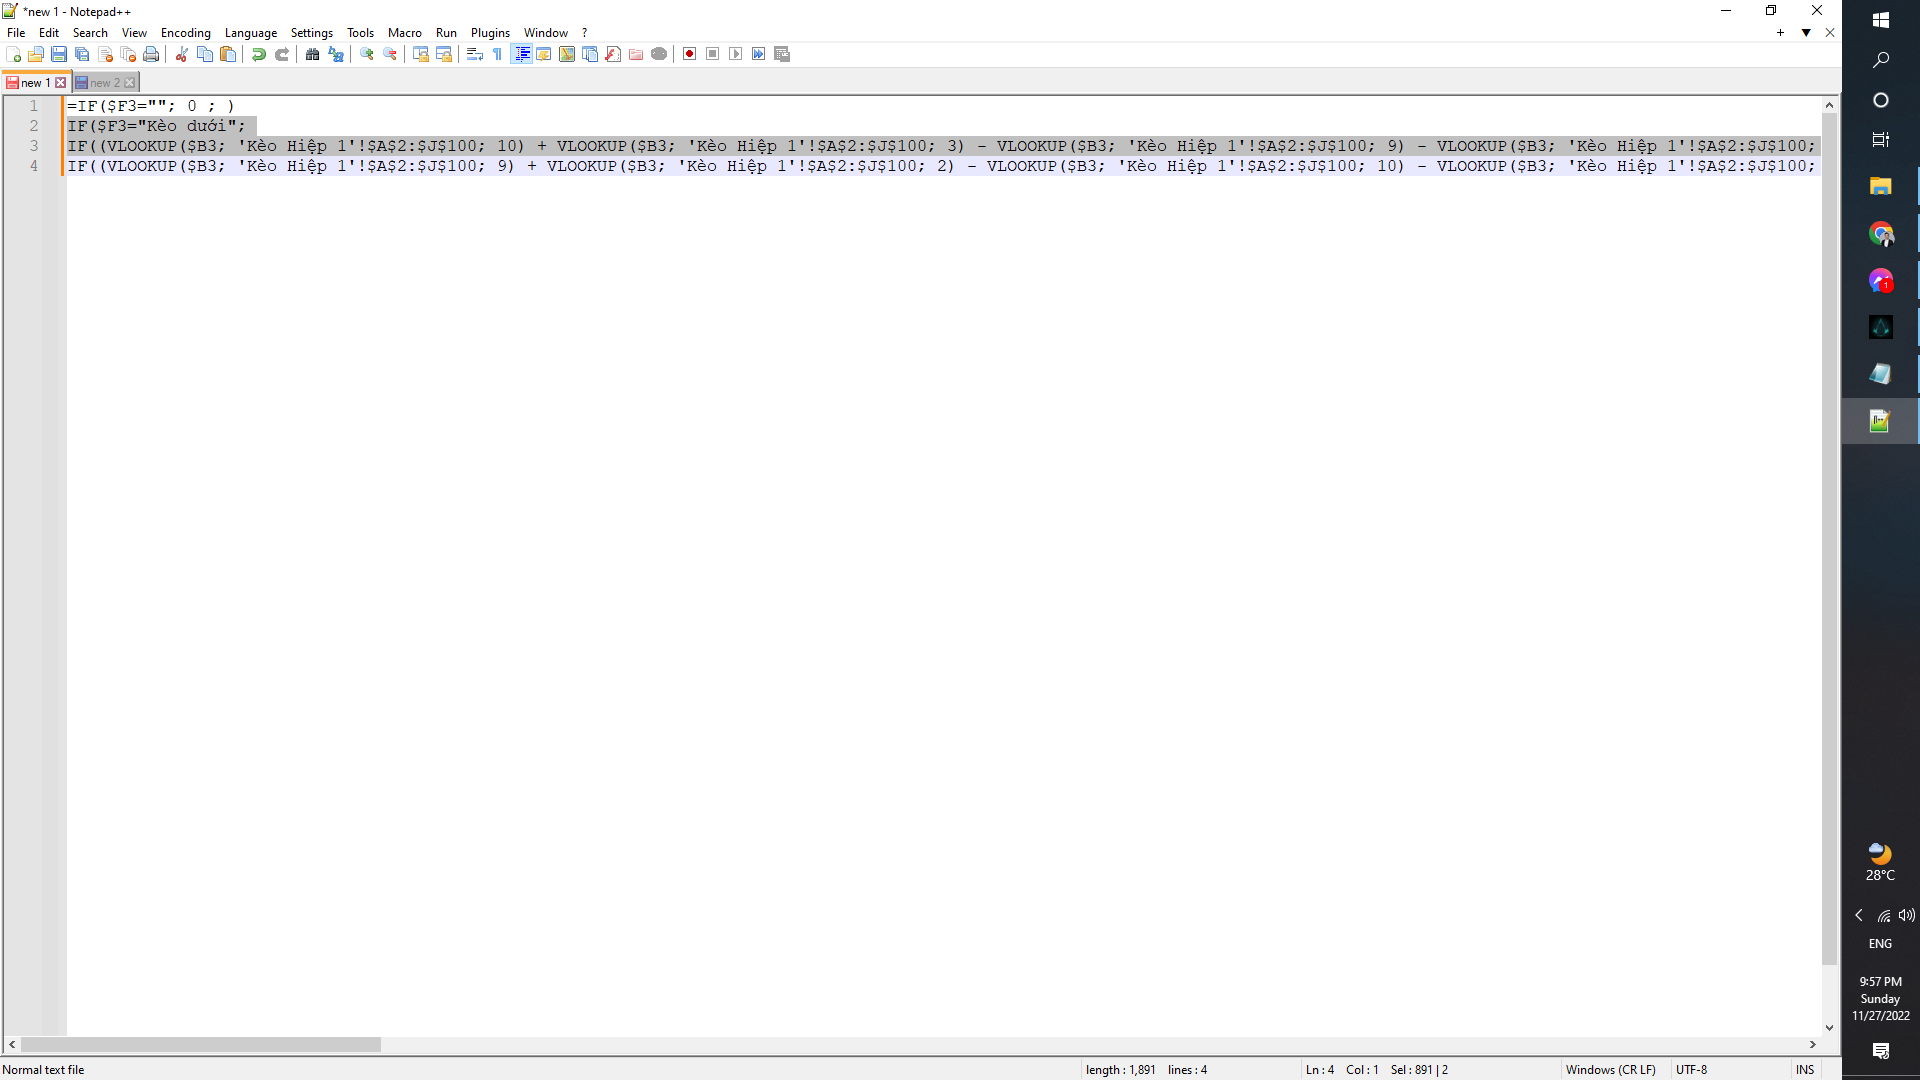 *new 1 - Notepad++
File Edit Search View Encoding Language Settings Tools Macro Run Plugins Window ?
+ ▼ X
new 1 new 2
1 =IF($F3=""; 0 ; )
2 IF($F3="Kèo dưới";
3 IF((VLOOKUP($B3; 'Kèo Hiệp 1'!$A$2:$J$100; 10) + VLOOKUP($B3; 'Kèo Hiệp 1'!$A$2:$J$100; 3) - VLOOKUP($B3; 'Kèo Hiệp 1'!$A$2:$J$100; 9) - VLOOKUP($B3; 'Kèo Hiệp 1'!$A$2:$J$100;
4 IF((VLOOKUP($B3; 'Kèo Hiệp 1'!$A$2:$J$100; 9) + VLOOKUP($B3; 'Kèo Hiệp 1'!$A$2:$J$100; 2) - VLOOKUP($B3; 'Kèo Hiệp 1'!$A$2:$J$100; 10) - VLOOKUP($B3; 'Kèo Hiệp 1'!$A$2:$J$100;
Normal text file length : 1,891 lines : 4 Ln : 4 Col : 1 Sel : 891 | 2 Windows (CR LF) UTF-8 INS
1
28°C
ENG
9:57 PM
Sunday
11/27/2022